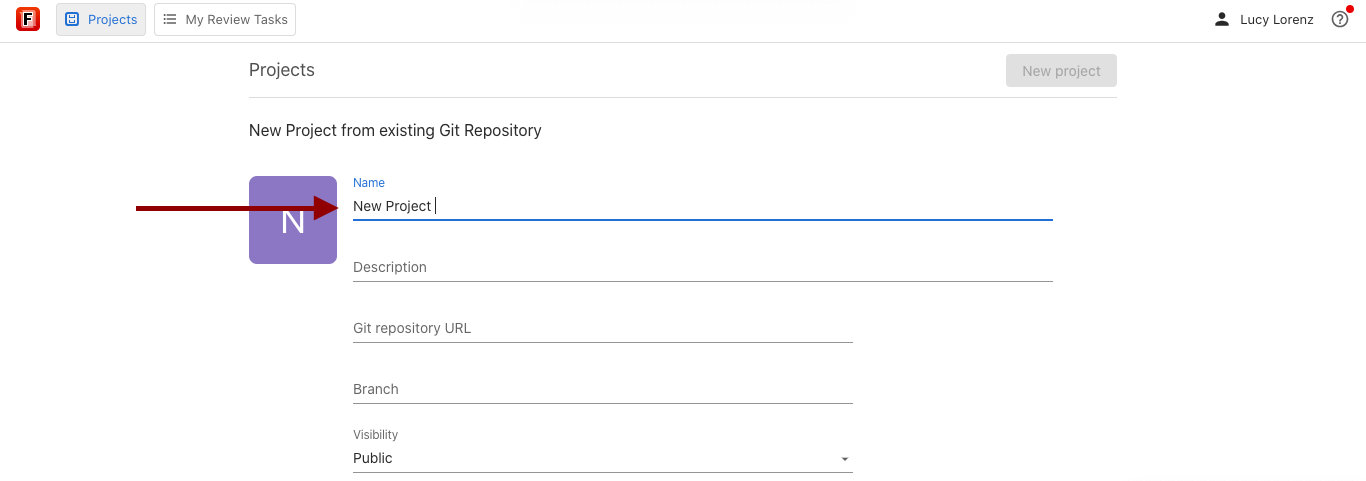 F Projects My Review Tasks Lucy Lorenz ?
Projects New project
New Project from existing Git Repository
N
Name
New Project
Description
Git repository URL
Branch
Visibility
Public